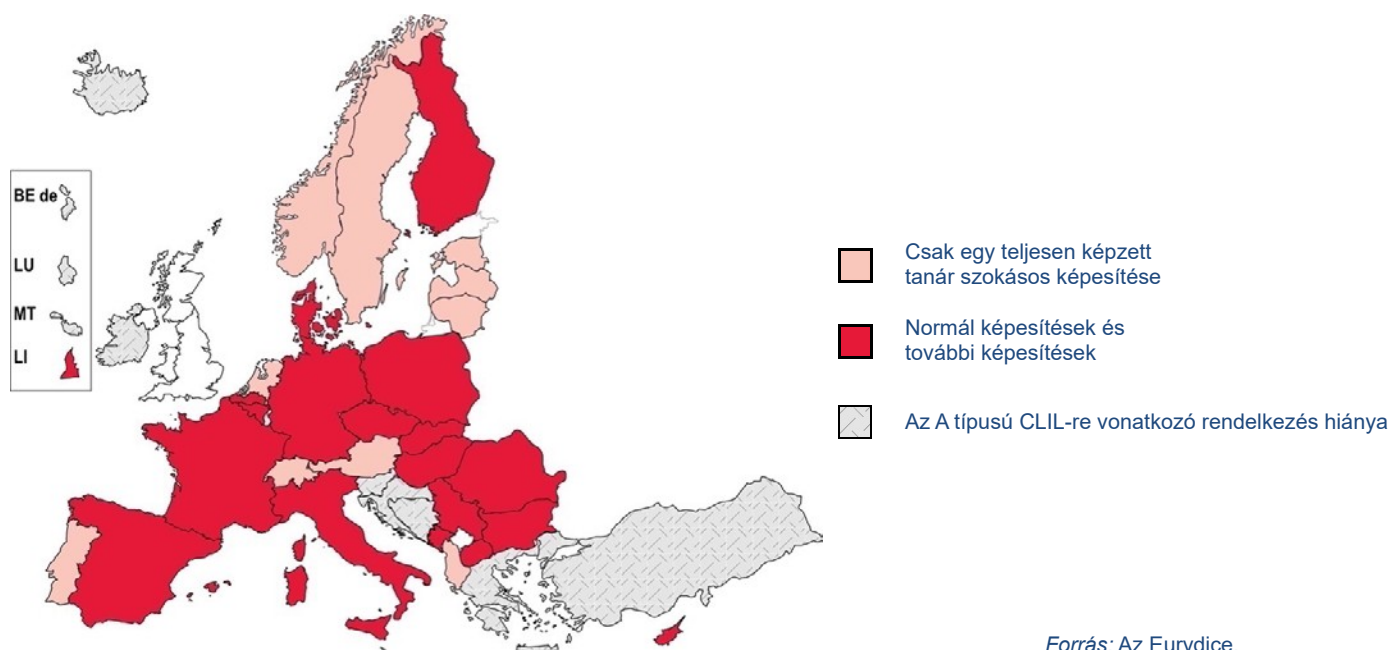 BE de
LU
MT
LI
Csak egy teljesen képzett
tanár szokásos képesítése
Normál képesítések és
további képesítések
Az A típusú CLIL-re vonatkozó rendelkezés hiánya
Forrás: Az Eurydice